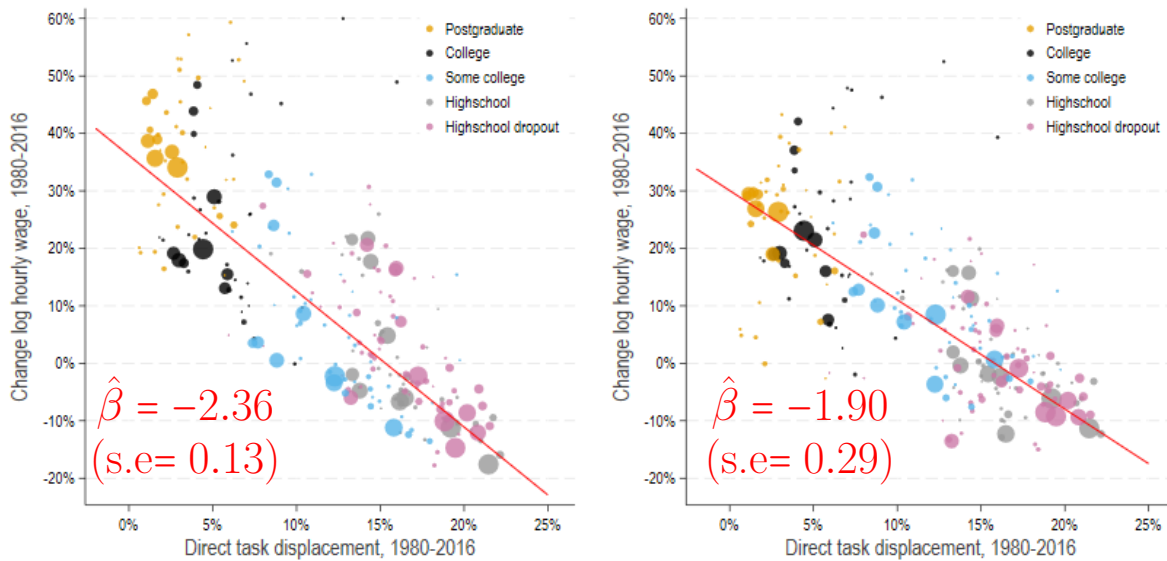 Change log hourly wage, 1980-2016
60%
50%
40%
30%
20%
10%
0%
-10%
-20%
Postgraduate
College
Some college
Highschool
Highschool dropout
β̂ = −2.36
(s.e= 0.13)
0%
5%
10%
15%
20%
25%
Direct task displacement, 1980-2016
Change log hourly wage, 1980-2016
60%
50%
40%
30%
20%
10%
0%
-10%
-20%
Postgraduate
College
Some college
Highschool
Highschool dropout
β̂ = −1.90
(s.e= 0.29)
0%
5%
10%
15%
20%
25%
Direct task displacement, 1980-2016